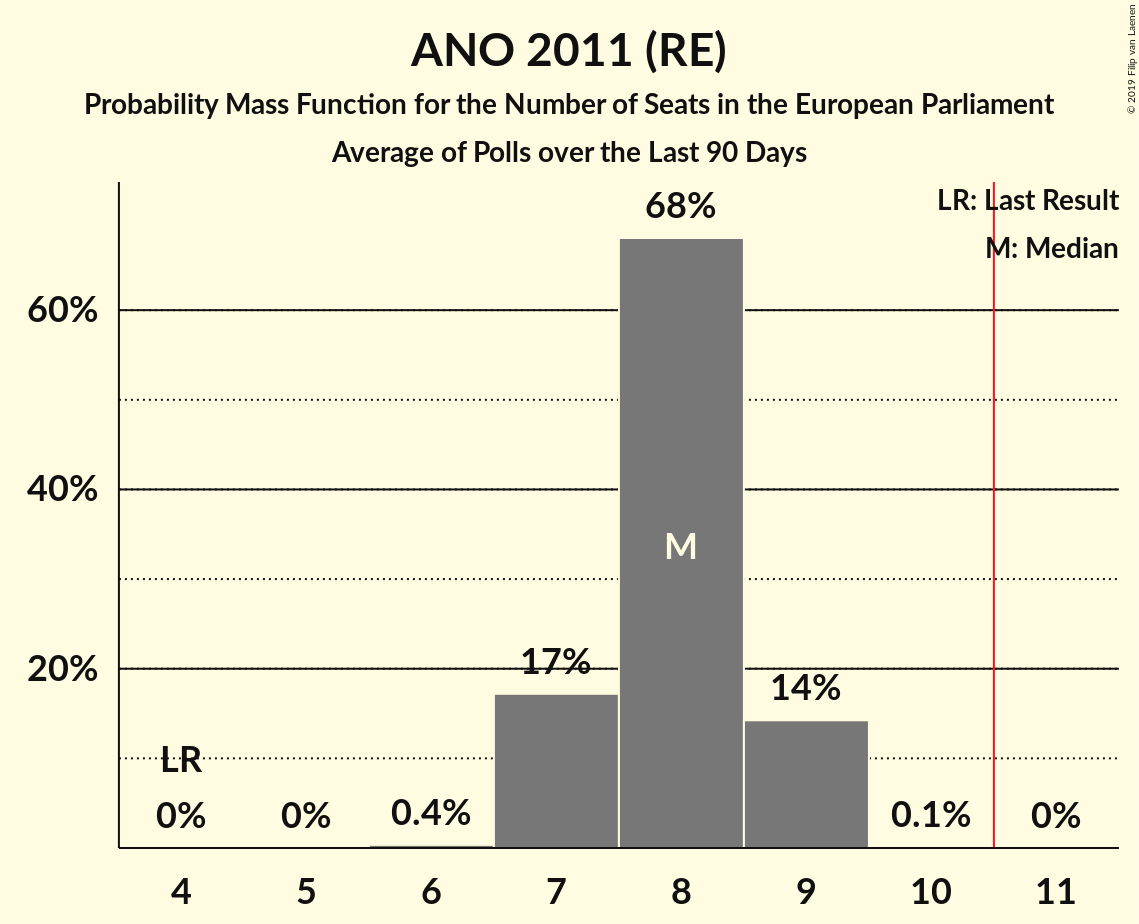 ANO 2011 (RE)
Probability Mass Function for the Number of Seats in the European Parliament
Average of Polls over the Last 90 Days
© 2019 Filip van Laenen
LR: Last Result
M: Median
68%
60%
40%
M
17%
20%
14%
LR
0%
0%
0.4%
0.1%
0%
4 5 6 7 8 9 10 11